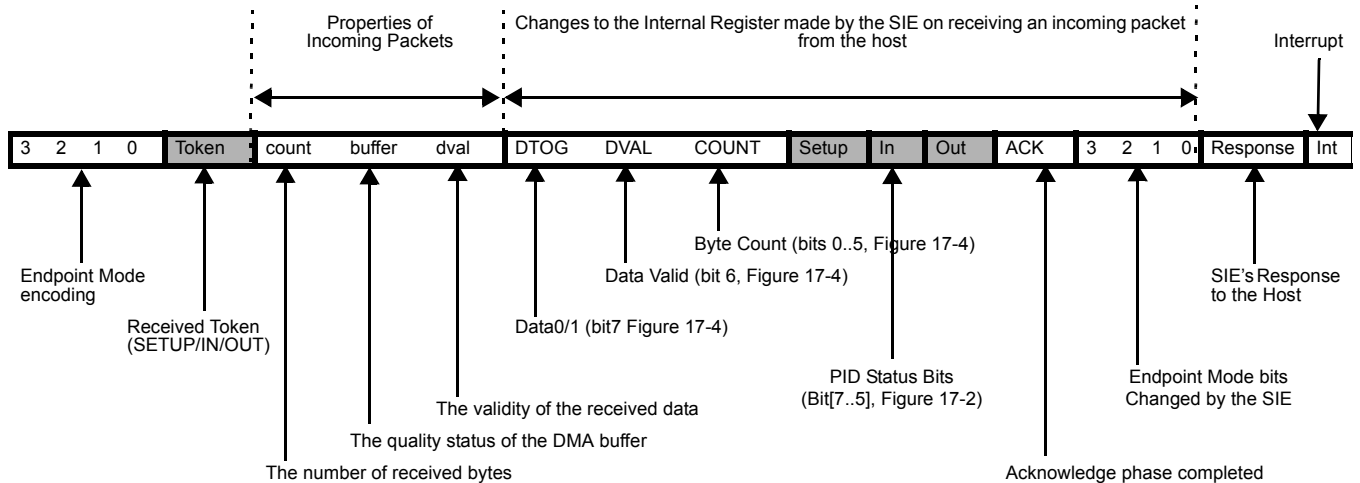 Properties of
Incoming Packets
Changes to the Internal Register made by the SIE on receiving an incoming packet
from the host
Interrupt
3 2 1 0 Token count buffer dval DTOG DVAL COUNT Setup In Out ACK 3 2 1 0 Response Int
Byte Count (bits 0..5, Figure 17-4)
Endpoint Mode
encoding
Data Valid (bit 6, Figure 17-4)
SIE's Response
to the Host
Received Token
(SETUP/IN/OUT)
Data0/1 (bit7 Figure 17-4)
PID Status Bits
(Bit[7..5], Figure 17-2)
Endpoint Mode bits
Changed by the SIE
The validity of the received data
The quality status of the DMA buffer
The number of received bytes
Acknowledge phase completed